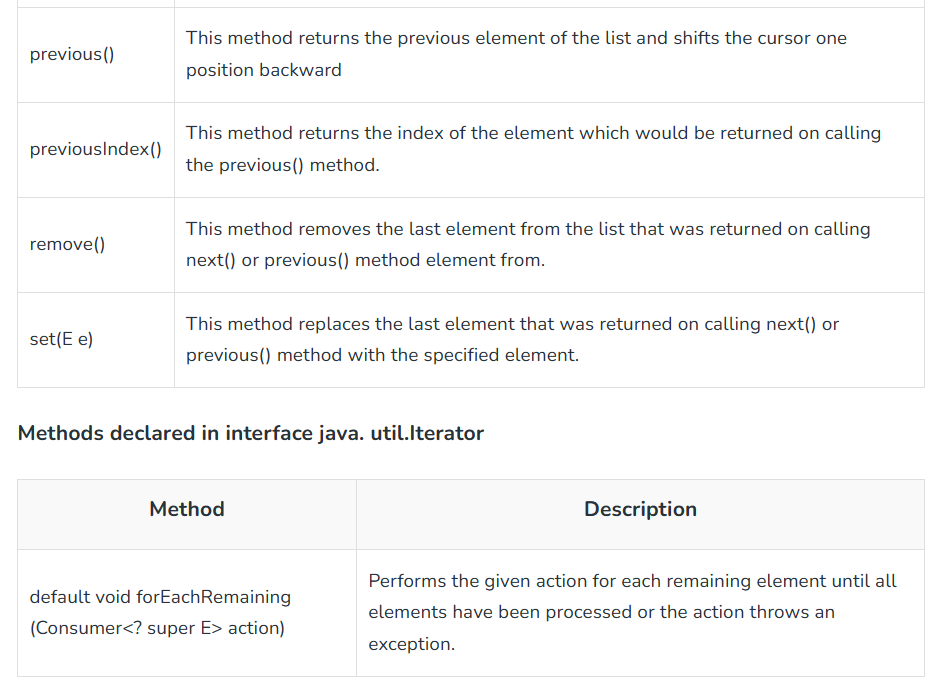 previous()
This method returns the previous element of the list and shifts the cursor one
position backward
previousIndex()
This method returns the index of the element which would be returned on calling
the previous() method.
remove()
This method removes the last element from the list that was returned on calling
next() or previous() method element from.
set(E e)
This method replaces the last element that was returned on calling next() or
previous() method with the specified element.
Methods declared in interface java. util.Iterator
Method
Description
default void forEachRemaining
(Consumer<? super E> action)
Performs the given action for each remaining element until all
elements have been processed or the action throws an
exception.